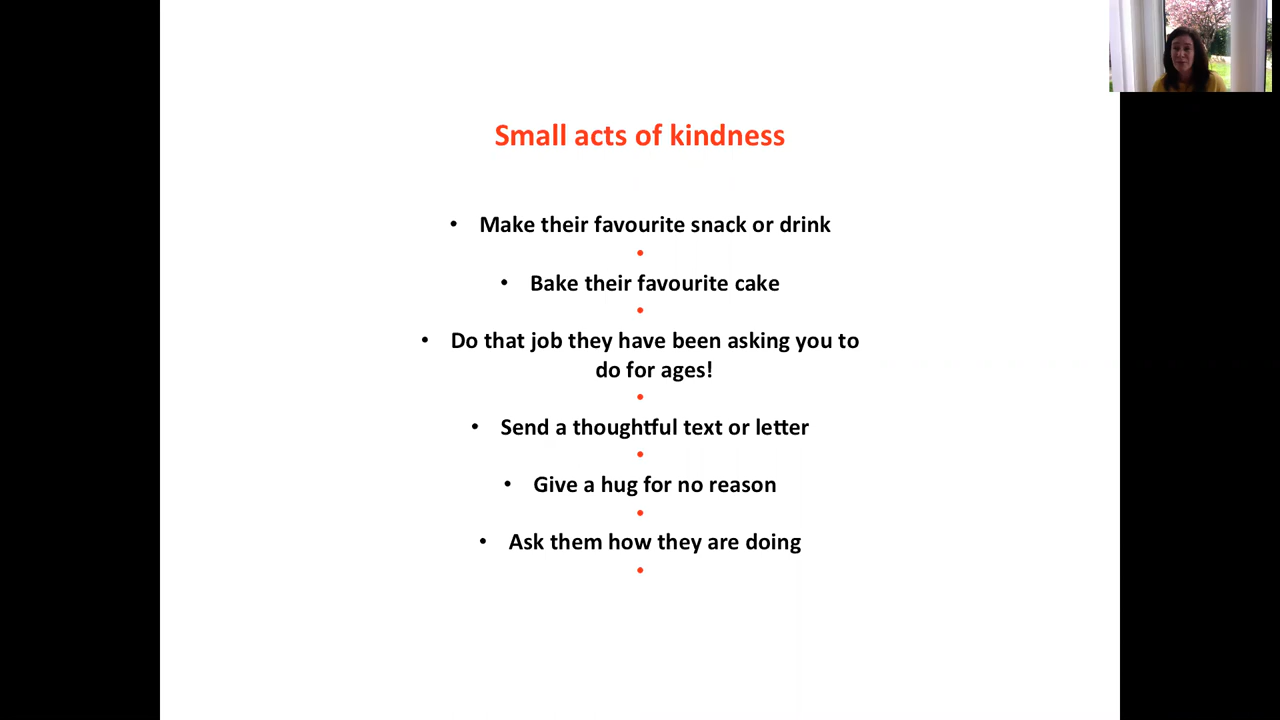 Small acts of kindness
• Make their favourite snack or drink
•
• Bake their favourite cake
•
• Do that job they have been asking you to
do for ages!
•
• Send a thoughtful text or letter
•
• Give a hug for no reason
•
• Ask them how they are doing
•